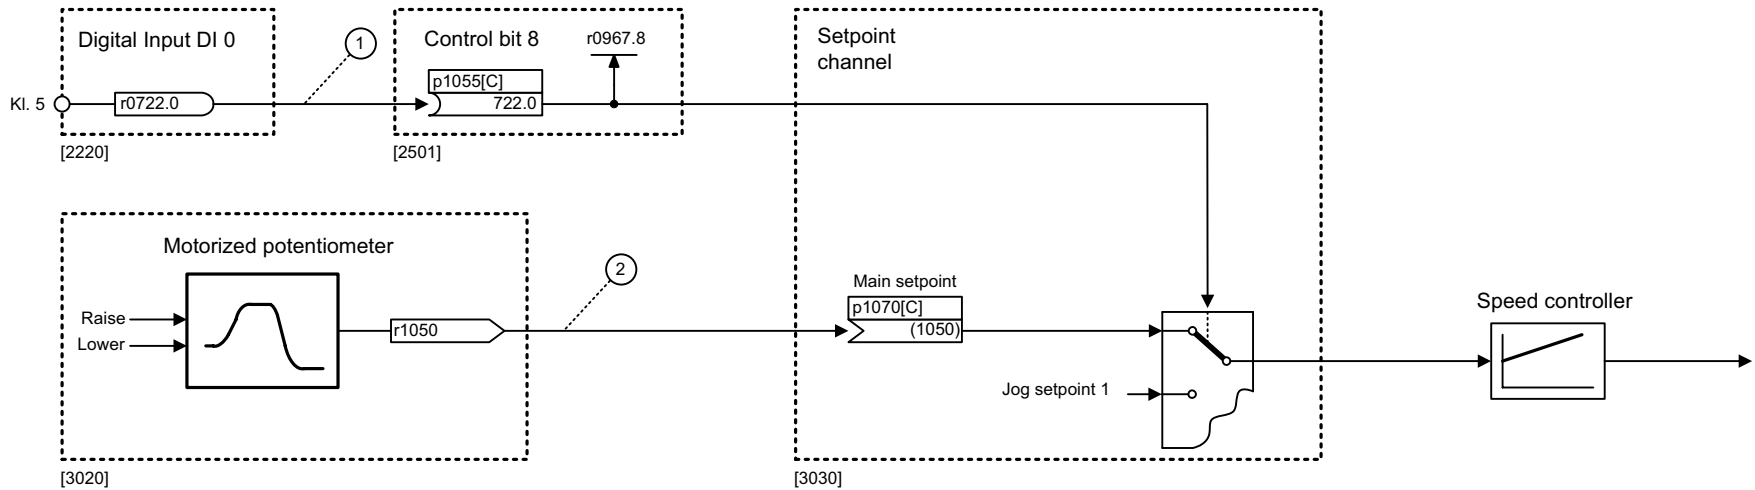 Digital Input DI 0
1
Control bit 8
r0967.8
Setpoint
channel
p1055[C]
Kl. 5
r0722.0
722.0
[2220]
[2501]
Motorized potentiometer
2
Main setpoint
p1070[C]
Speed controller
Raise
r1050
(1050)
Lower
Jog setpoint 1
[3020]
[3030]